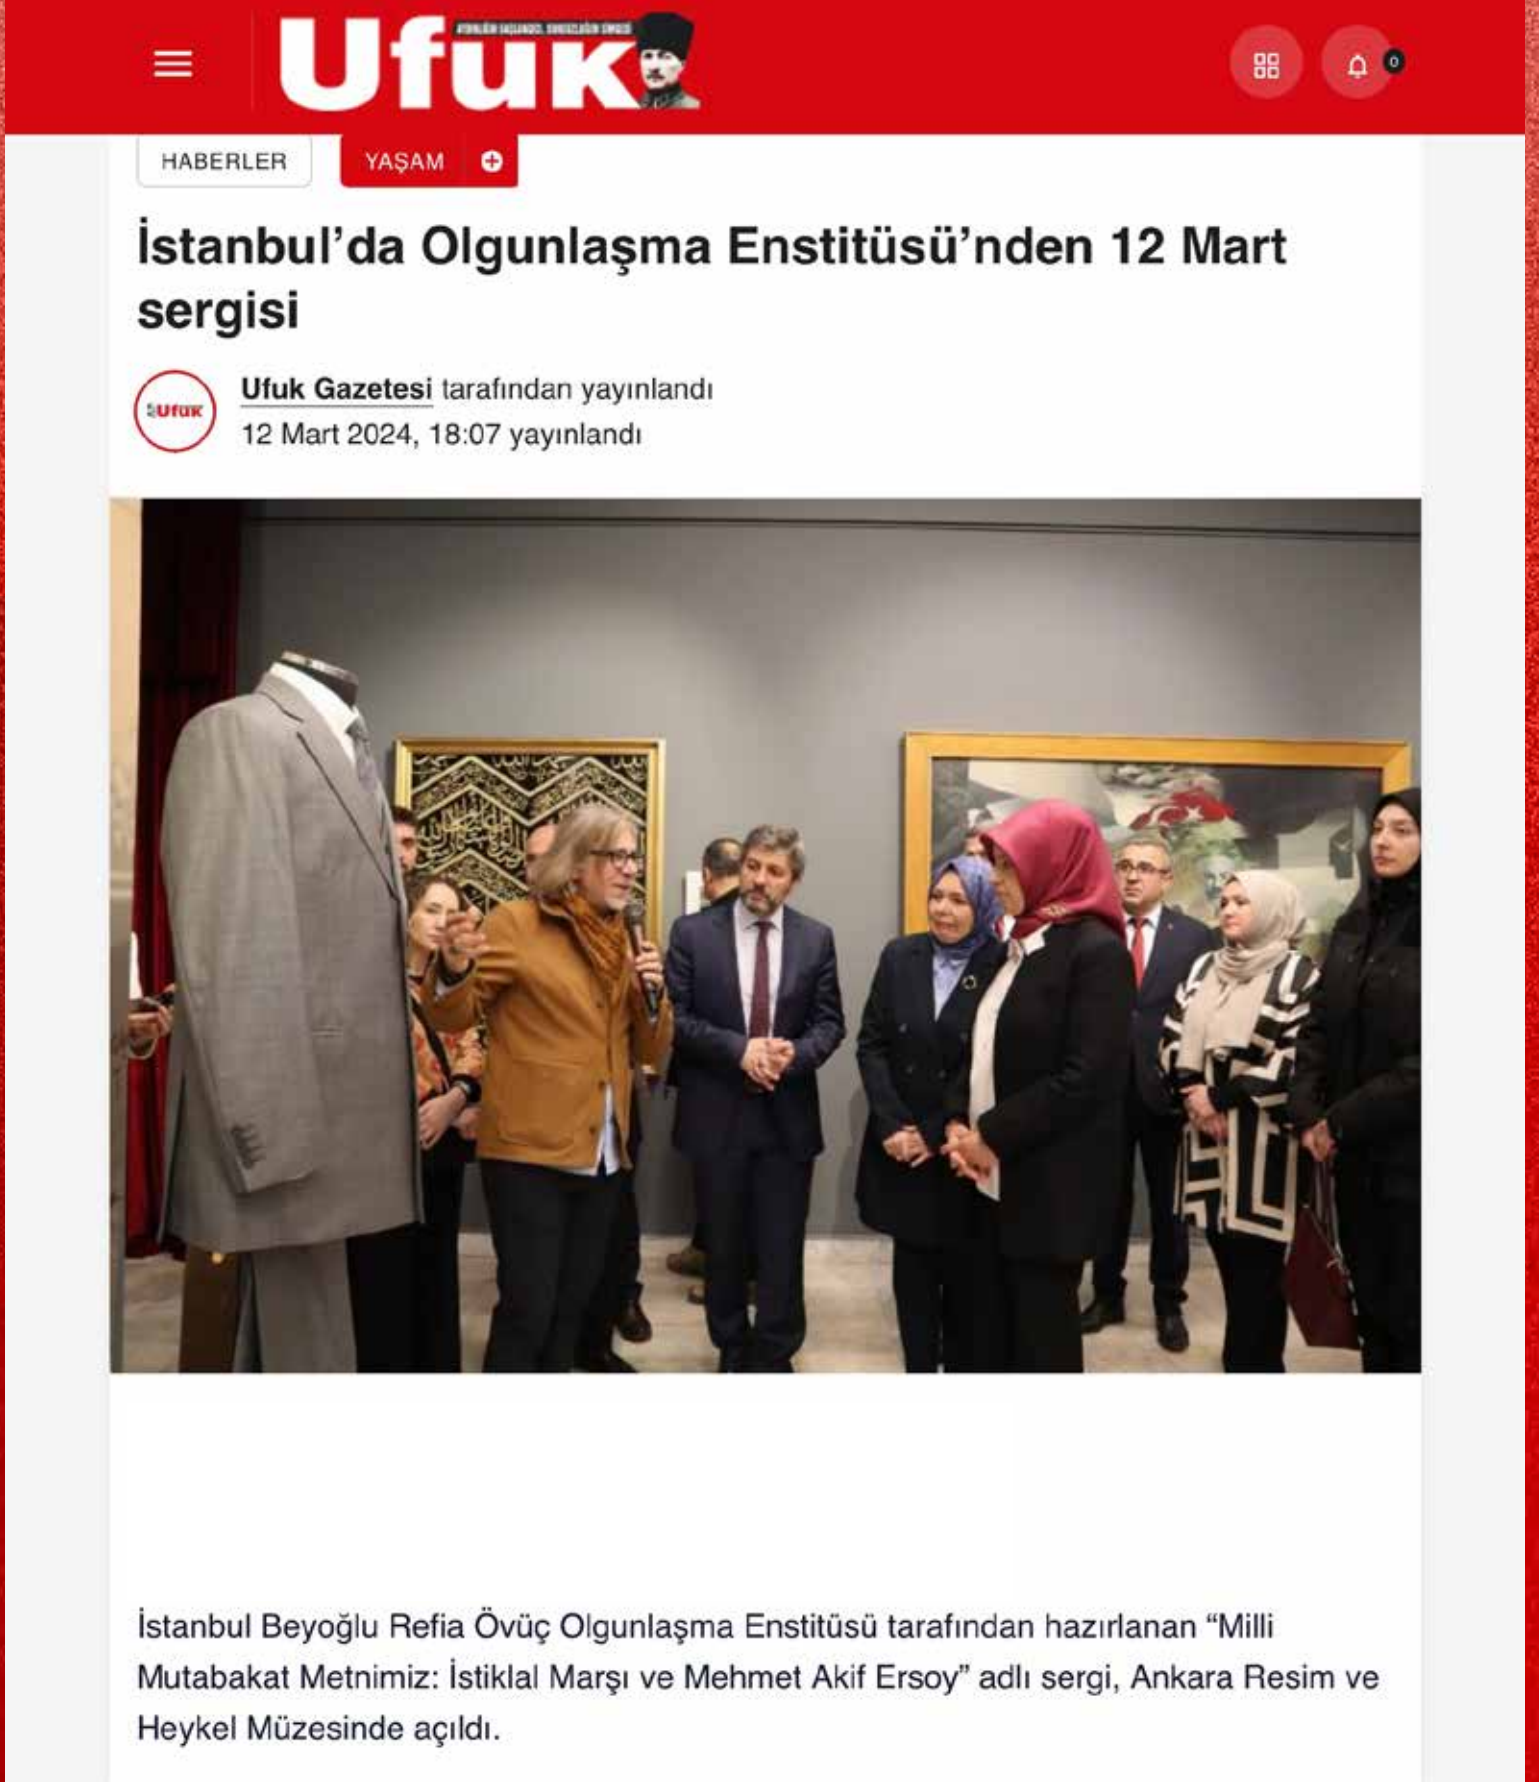 Ufuk
0
HABERLER
YAŞAM
İstanbul’da Olgunlaşma Enstitüsü’nden 12 Mart
sergisi
Ufuk
Ufuk Gazetesi tarafından yayınlandı
12 Mart 2024, 18:07 yayınlandı
İstanbul Beyoğlu Refia Övüç Olgunlaşma Enstitüsü tarafından hazırlanan “Milli
Mutabakat Metnimiz: İstiklal Marşı ve Mehmet Akif Ersoy” adlı sergi, Ankara Resim ve
Heykel Müzesinde açıldı.